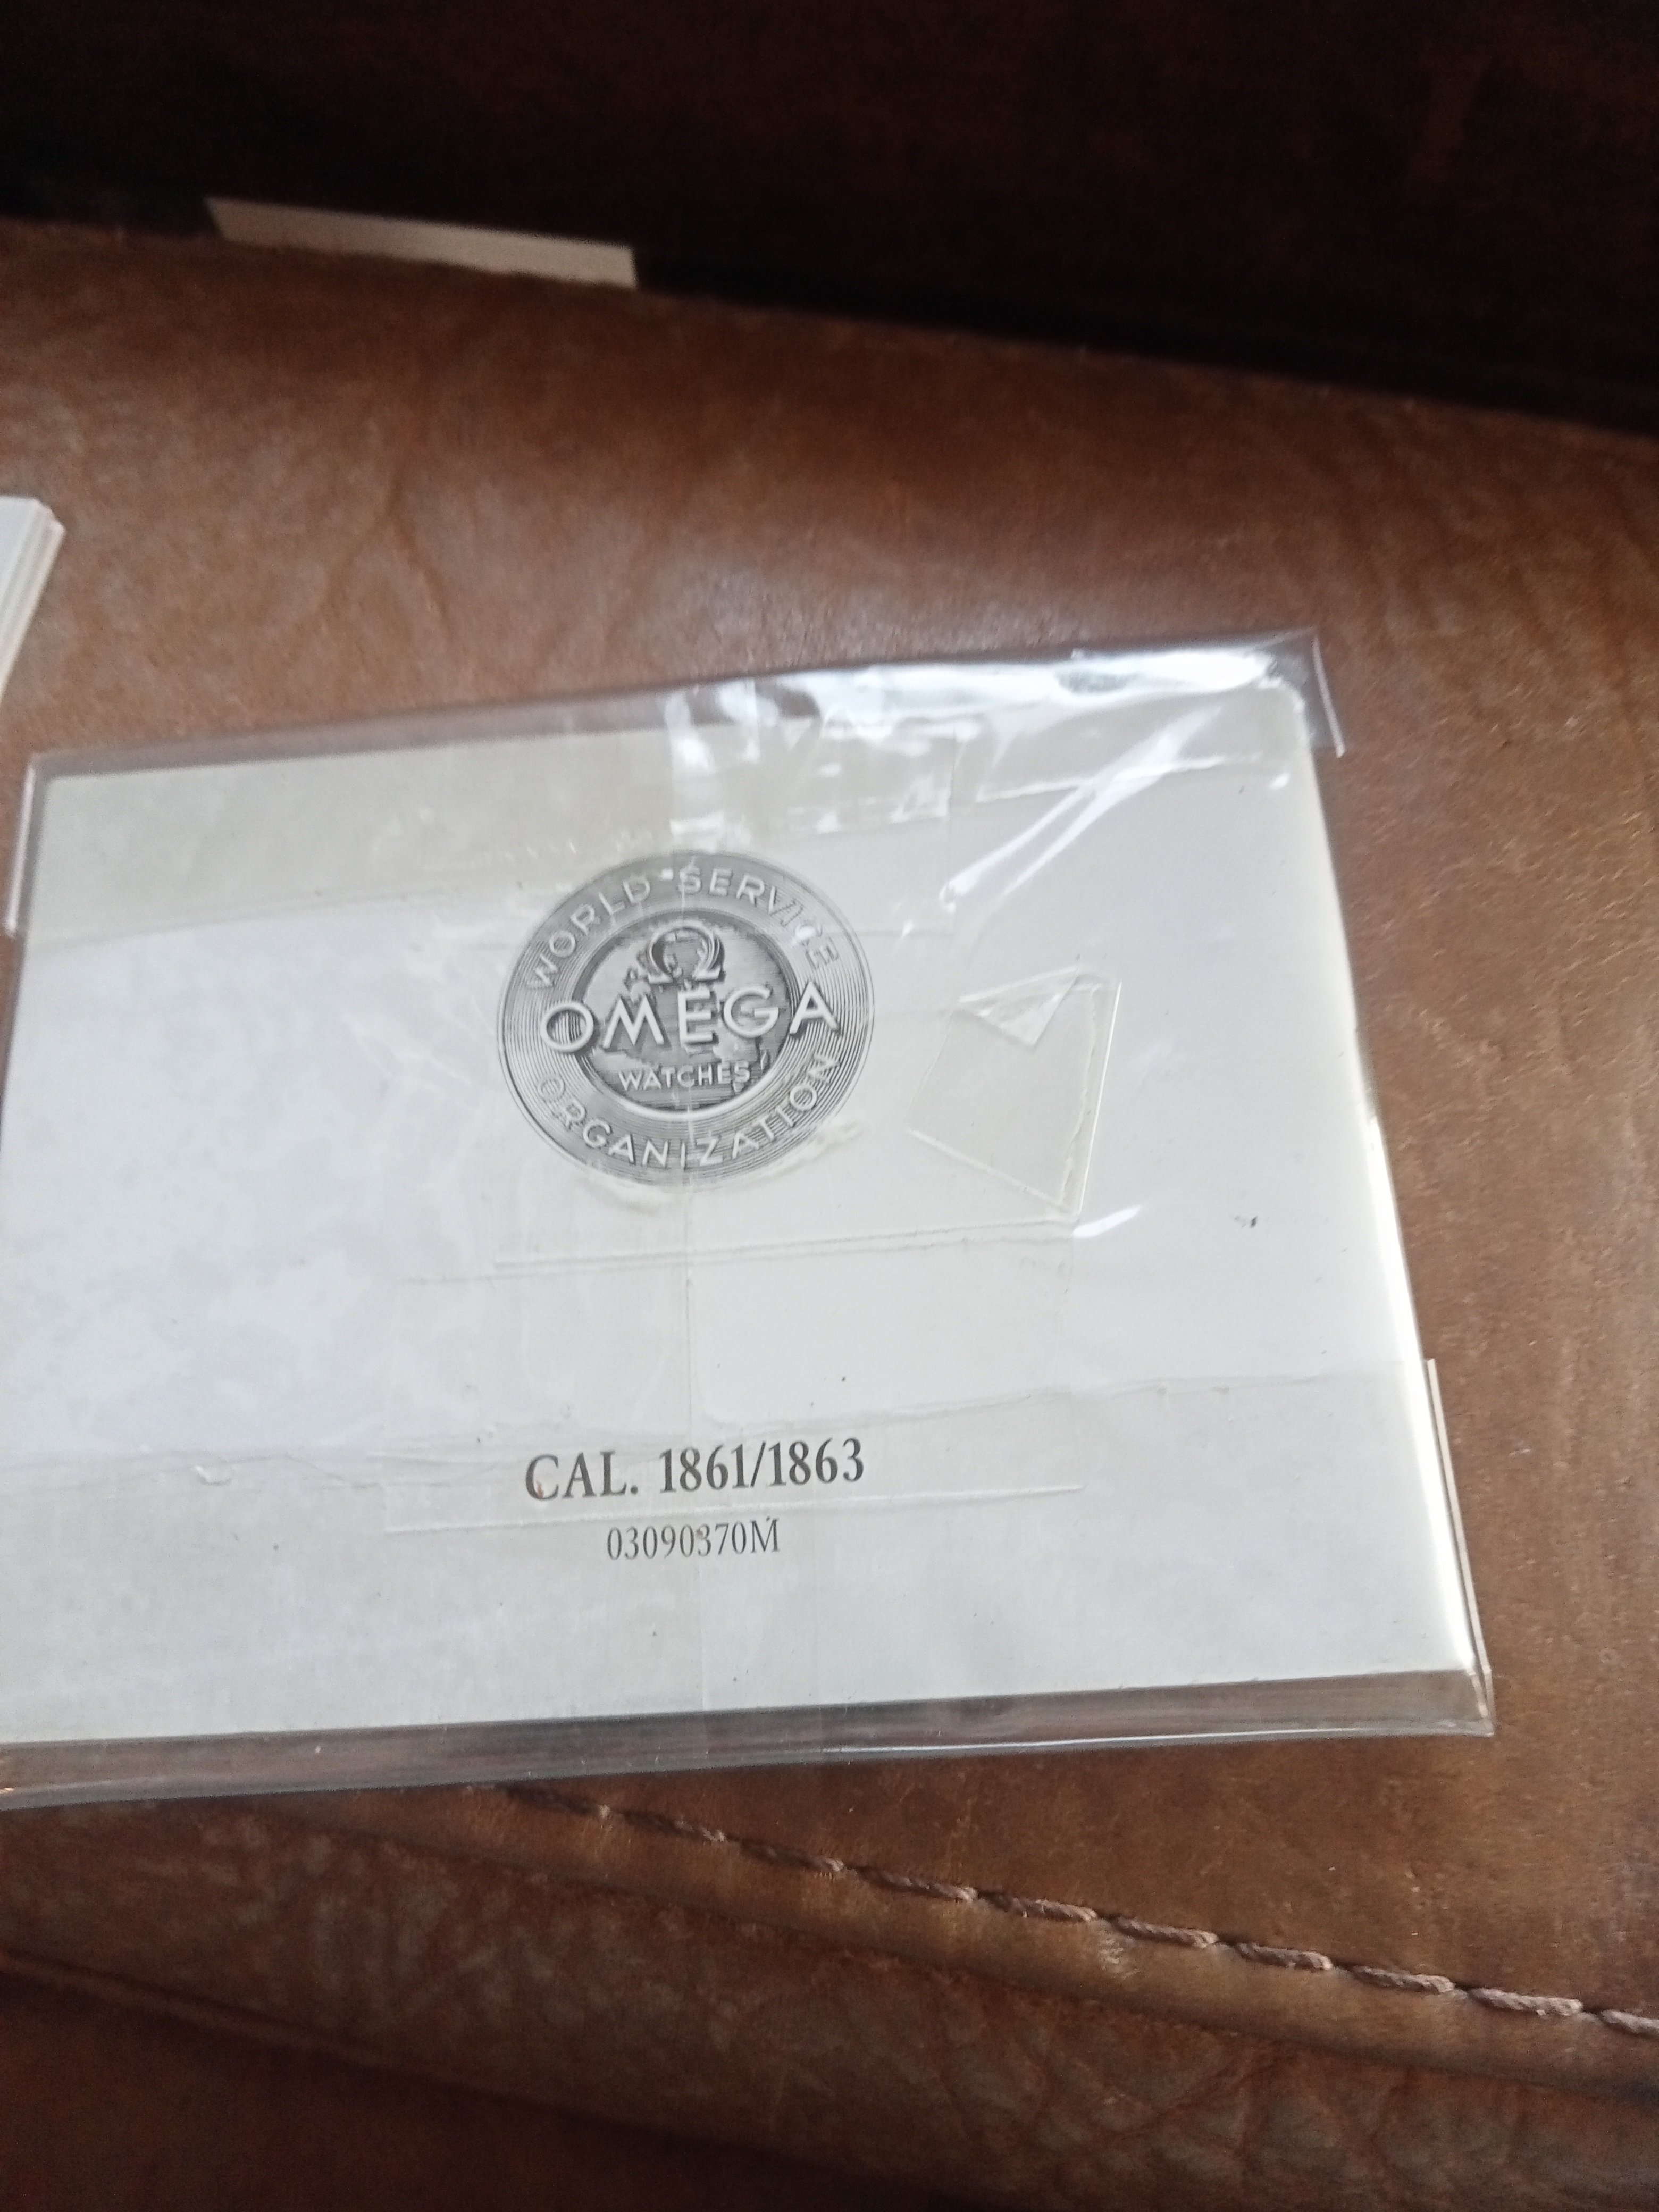 WORLD SERVICE
Ω
OMEGA
WATCHES
ORGANIZATION
CAL. 1861/1863
03090370M